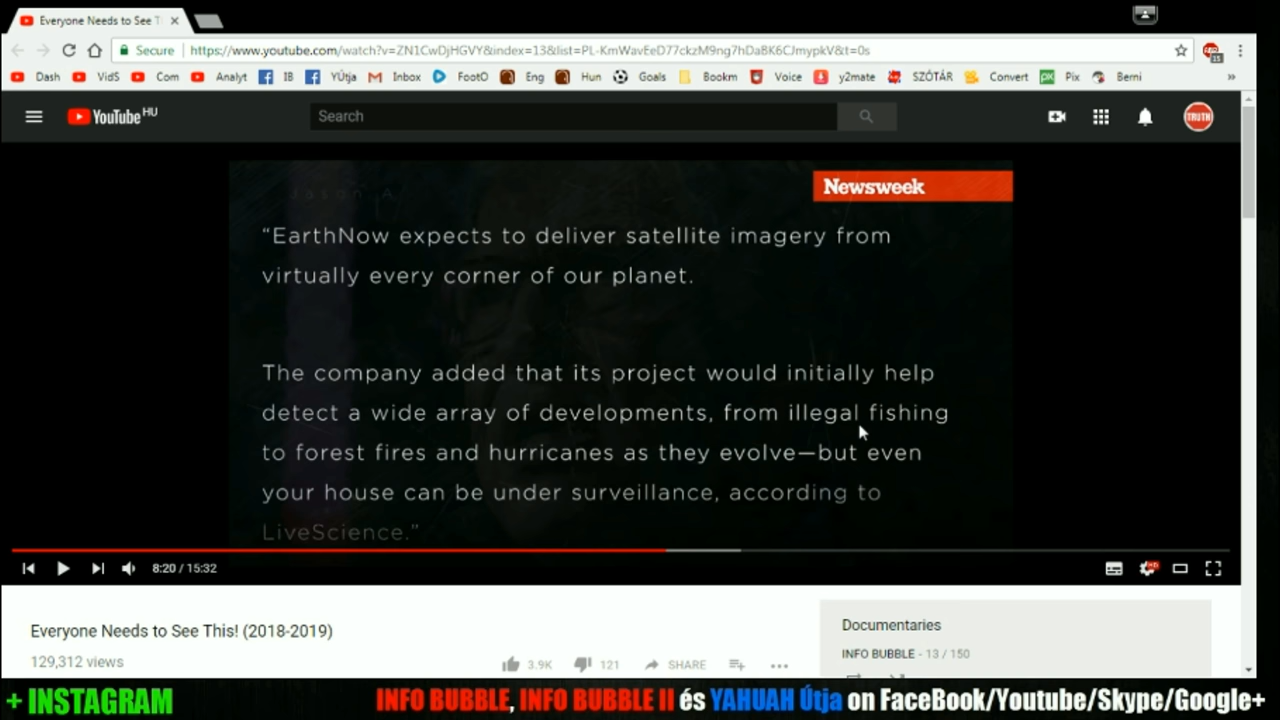 Everyone Needs to See T
Secure
https://www.youtube.com/watch?v=ZN1CwDjHGVY&index=13&list=PL-KmWavEeD77ckzM9ng7hDaBK6CJmypkV&t=0s
15
Dash VidS Com Analyt IB YÚtja Inbox FootO Eng Hun Goals Bookm Voice y2mate SZÓTÁR Convert Pix Berni »
YouTube HU
Search
TRUTH
Jason A
Newsweek
“EarthNow expects to deliver satellite imagery from
virtually every corner of our planet.
The company added that its project would initially help
detect a wide array of developments, from illegal fishing
to forest fires and hurricanes as they evolve—but even
your house can be under surveillance, according to
LiveScience.”
8:20 / 15:32
HD
Everyone Needs to See This! (2018-2019)
129,312 views
3.9K 121 SHARE
Documentaries
INFO BUBBLE - 13 / 150
+ INSTAGRAM
INFO BUBBLE, INFO BUBBLE II és YAHUAH Útja on FaceBook/Youtube/Skype/Google+